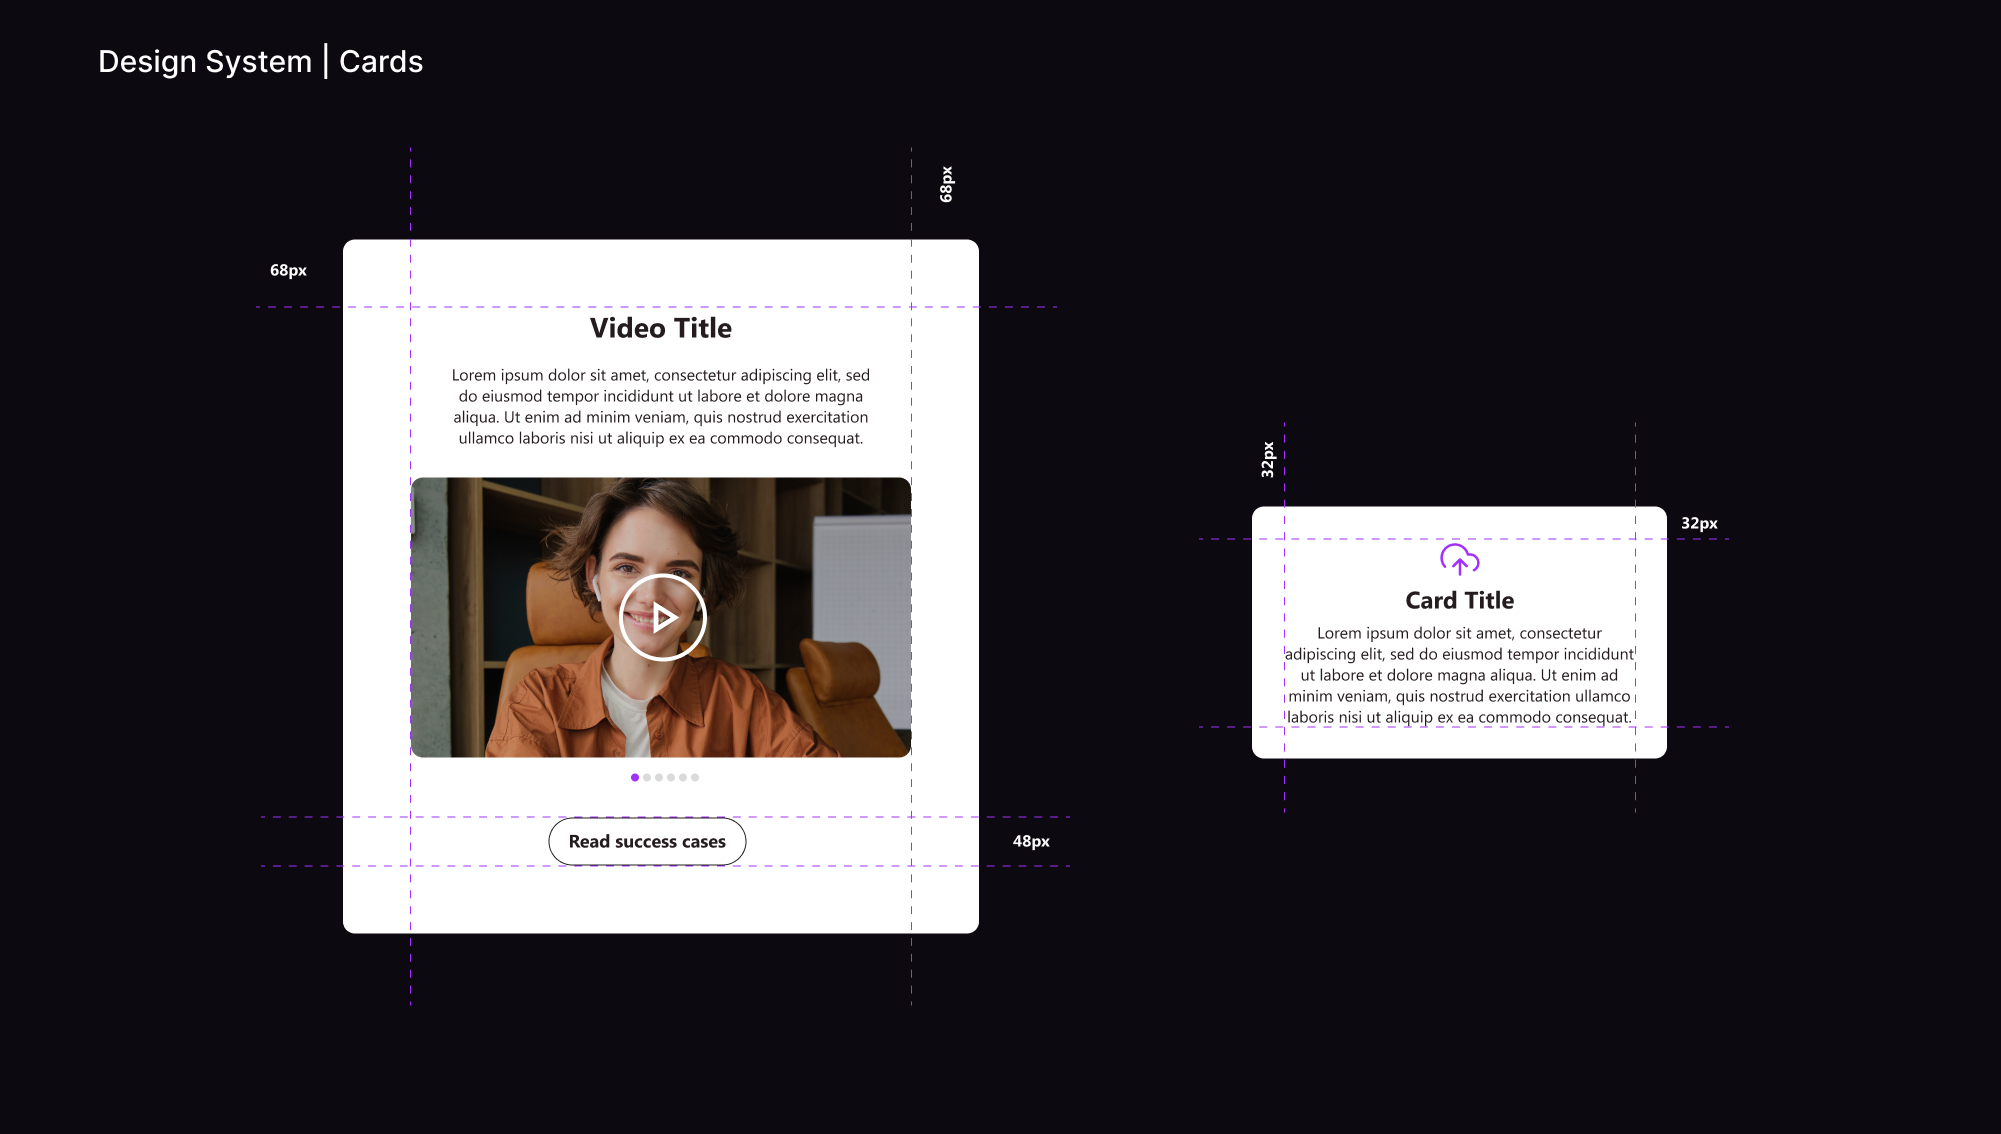 Design System | Cards
68px
68px
Video Title
Lorem ipsum dolor sit amet, consectetur adipiscing elit, sed
do eiusmod tempor incididunt ut labore et dolore magna
aliqua. Ut enim ad minim veniam, quis nostrud exercitation
ullamco laboris nisi ut aliquip ex ea commodo consequat.
Read success cases
48px
32px
32px
Card Title
Lorem ipsum dolor sit amet, consectetur
adipiscing elit, sed do eiusmod tempor incididunt
ut labore et dolore magna aliqua. Ut enim ad
minim veniam, quis nostrud exercitation ullamco
laboris nisi ut aliquip ex ea commodo consequat.